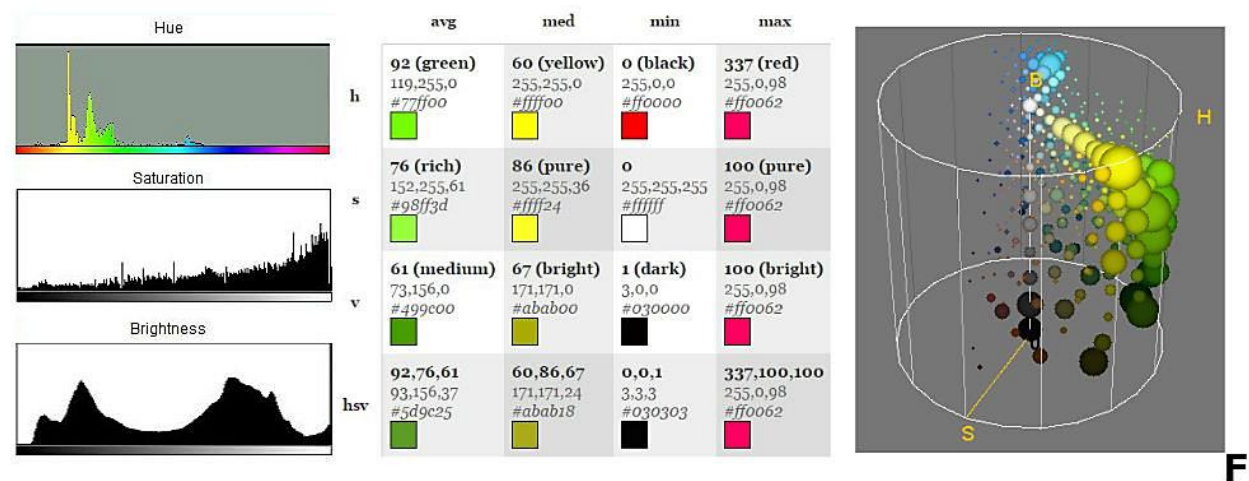 Hue
Saturation
Brightness
avg med min max
h
92 (green) 60 (yellow) 0 (black) 337 (red)
119,255,0 255,255,0 255,0,0 255,0,98
#77ff00 #ffff00 #ff0000 #ff0062
s
76 (rich) 86 (pure) 0 100 (pure)
152,255,61 255,255,36 255,255,255 255,0,98
#98ff3d #ffff24 #ffffff #ff0062
v
61 (medium) 67 (bright) 1 (dark) 100 (bright)
73,156,0 171,171,0 3,0,0 255,0,98
#499c00 #abab00 #030000 #ff0062
hsv
92,76,61 60,86,67 0,0,1 337,100,100
93,156,37 171,171,24 3,3,3 255,0,98
#5d9c25 #abab18 #030303 #ff0062
B
H
S
F